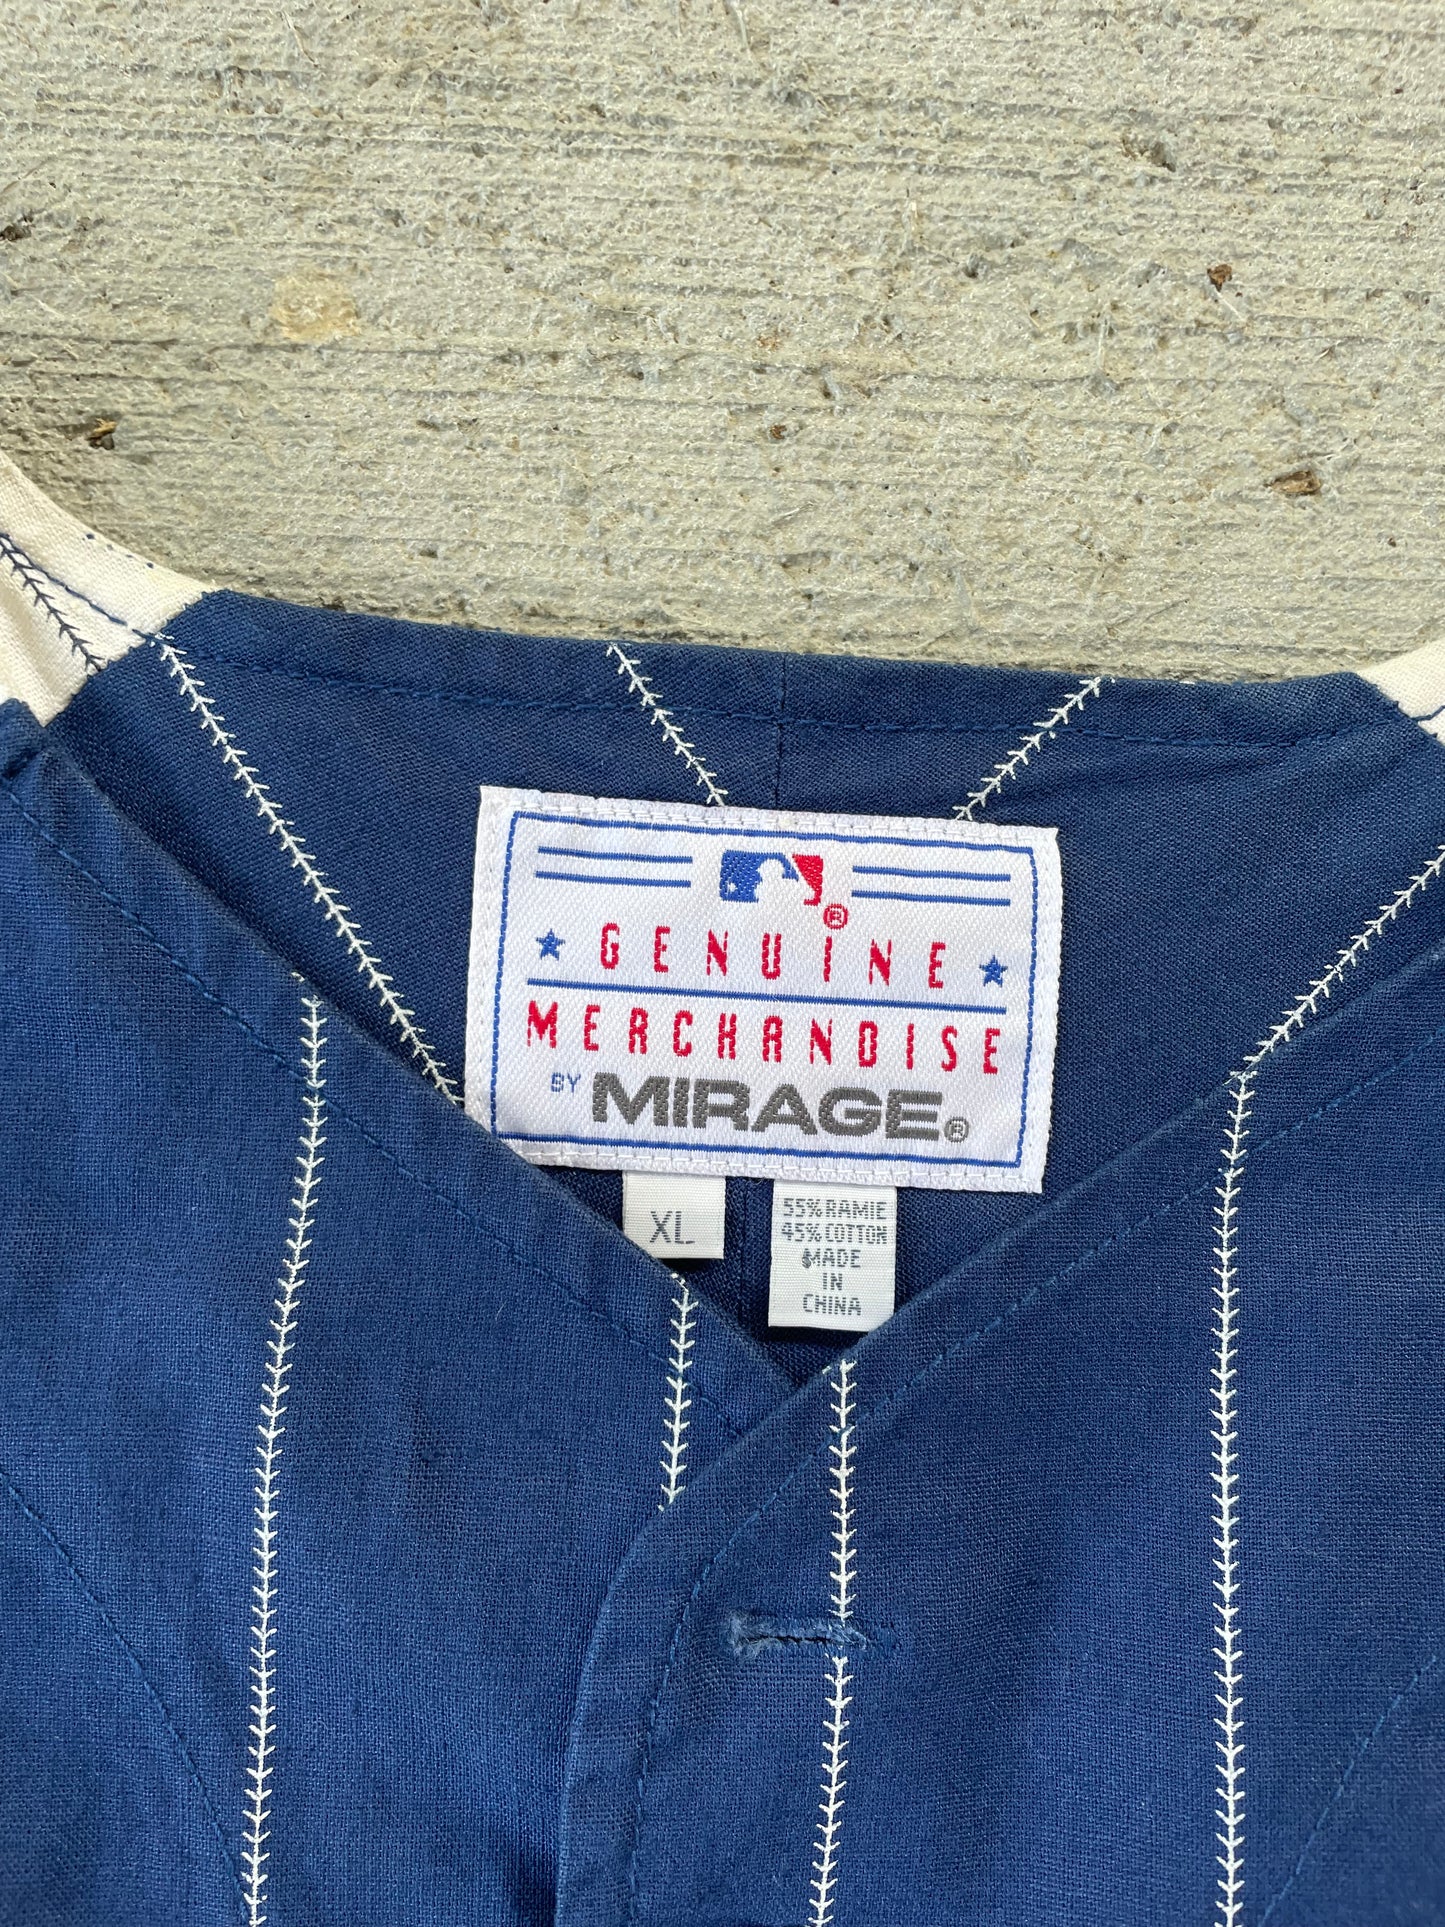 ®
GENUINE
MERCHANDISE
BY MIRAGE®
XL
55% RAMIE
45% COTTON
MADE
IN
CHINA